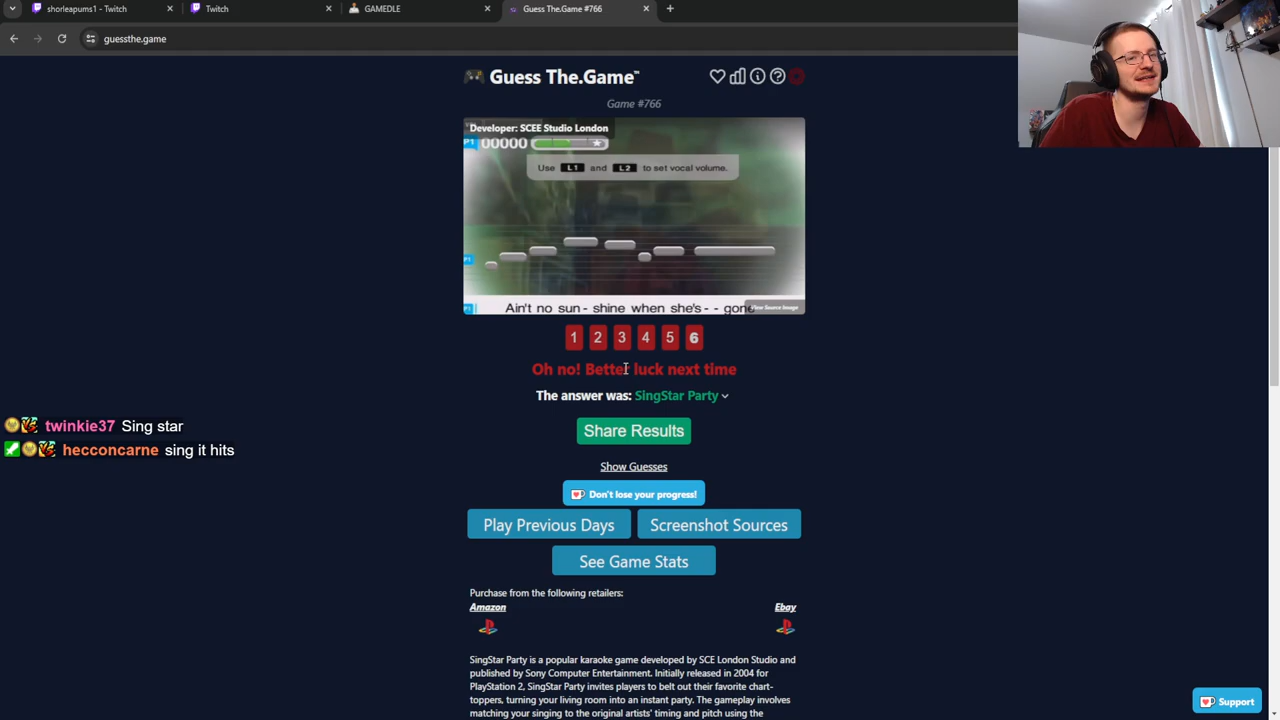 shorleapums1 - Twitch
Twitch
GAMEDLE
Guess The.Game #766
guessthe.game
Guess The.Game™
Game #766
Developer: SCEE Studio London
P1 00000
Use L1 and L2 to set vocal volume.
P1
P1 Ain't no sun - shine when she's - - gone
View Source Image
1 2 3 4 5 6
Oh no! Better luck next time
The answer was: SingStar Party
twinkie37 Sing star
Share Results
hecconcarne sing it hits
Show Guesses
Don't lose your progress!
Play Previous Days
Screenshot Sources
See Game Stats
Purchase from the following retailers:
Amazon
Ebay
SingStar Party is a popular karaoke game developed by SCE London Studio and
published by Sony Computer Entertainment. Initially released in 2004 for
PlayStation 2, SingStar Party invites players to belt out their favorite chart-
toppers, turning your living room into an instant party. The gameplay involves
matching your singing to the original artists' timing and pitch using the
Support